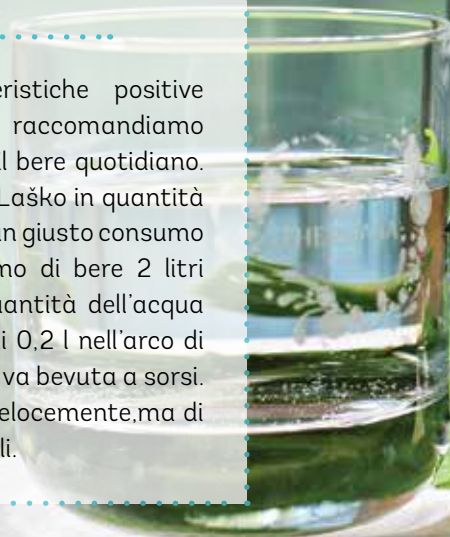 eristiche positive
raccomandiamo
l bere quotidiano.
Laško in quantità
un giusto consumo
mo di bere 2 litri
uantità dell'acqua
i 0,2 l nell'arco di
va bevuta a sorsi.
elocemente,ma di
li.